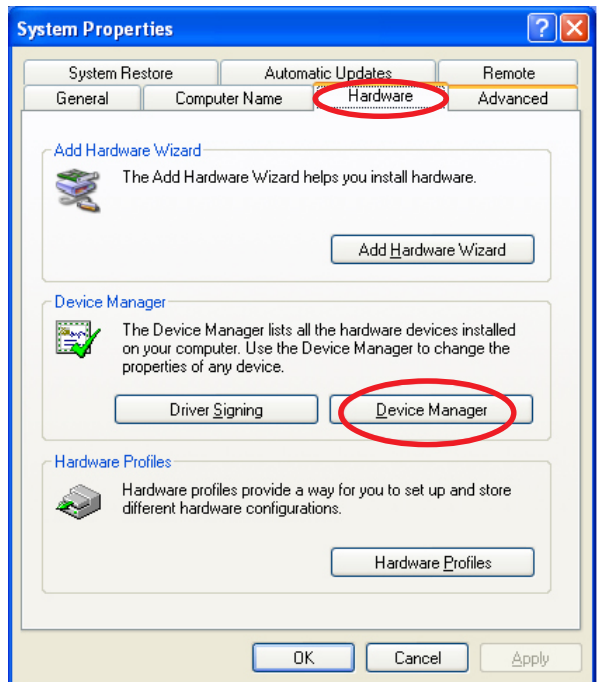 System Properties
System Restore Automatic Updates Remote
General Computer Name Hardware Advanced
Add Hardware Wizard
The Add Hardware Wizard helps you install hardware.
Add Hardware Wizard
Device Manager
The Device Manager lists all the hardware devices installed
on your computer. Use the Device Manager to change the
properties of any device.
Driver Signing Device Manager
Hardware Profiles
Hardware profiles provide a way for you to set up and store
different hardware configurations.
Hardware Profiles
OK Cancel Apply